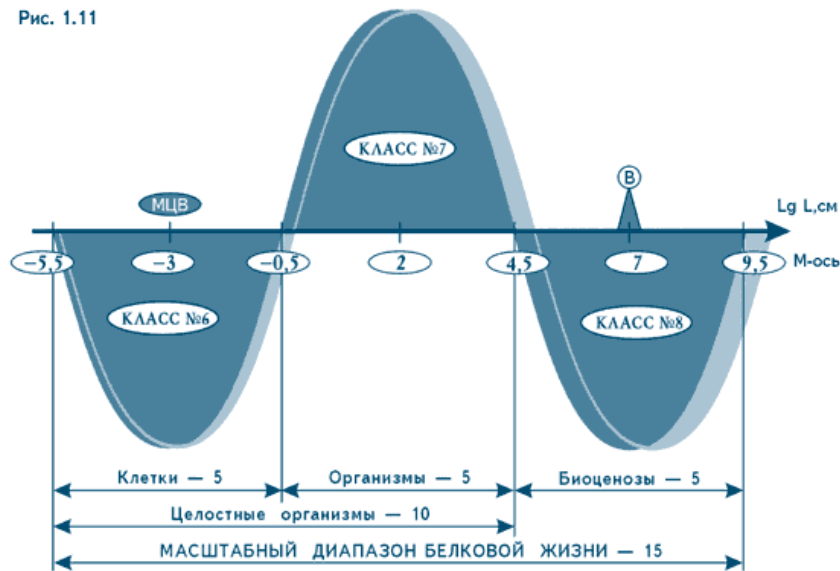 Рис. 1.11
КЛАСС №7
В
МЦВ
Lg L,см
−5,5 −3 −0,5 2 4,5 7 9,5 М-ось
КЛАСС №6
КЛАСС №8
Клетки — 5 Организмы — 5 Биоценозы — 5
Целостные организмы — 10
МАСШТАБНЫЙ ДИАПАЗОН БЕЛКОВОЙ ЖИЗНИ — 15